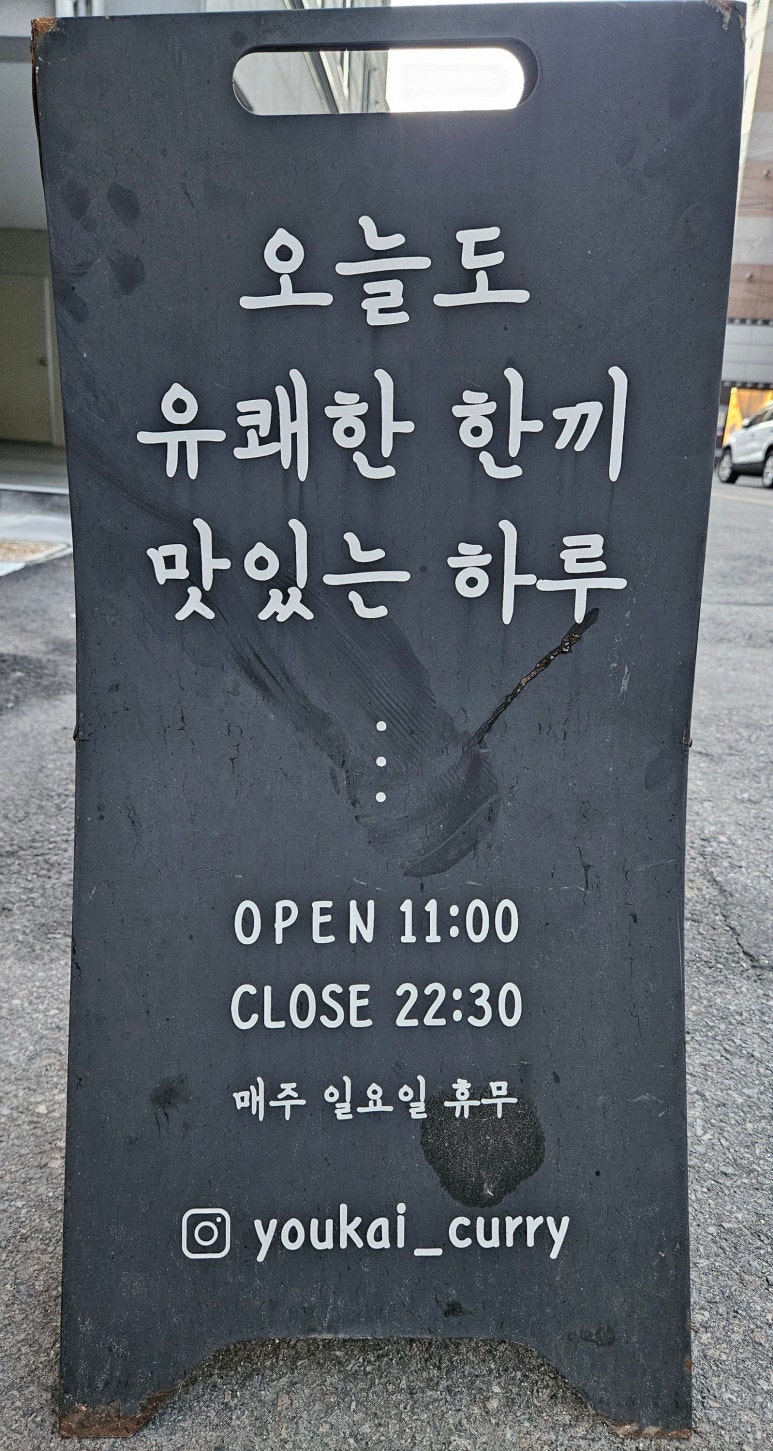 오늘도
유쾌한 한끼
맛있는 하루
OPEN 11:00
CLOSE 22:30
매주 일요일 휴무
youkai_curry